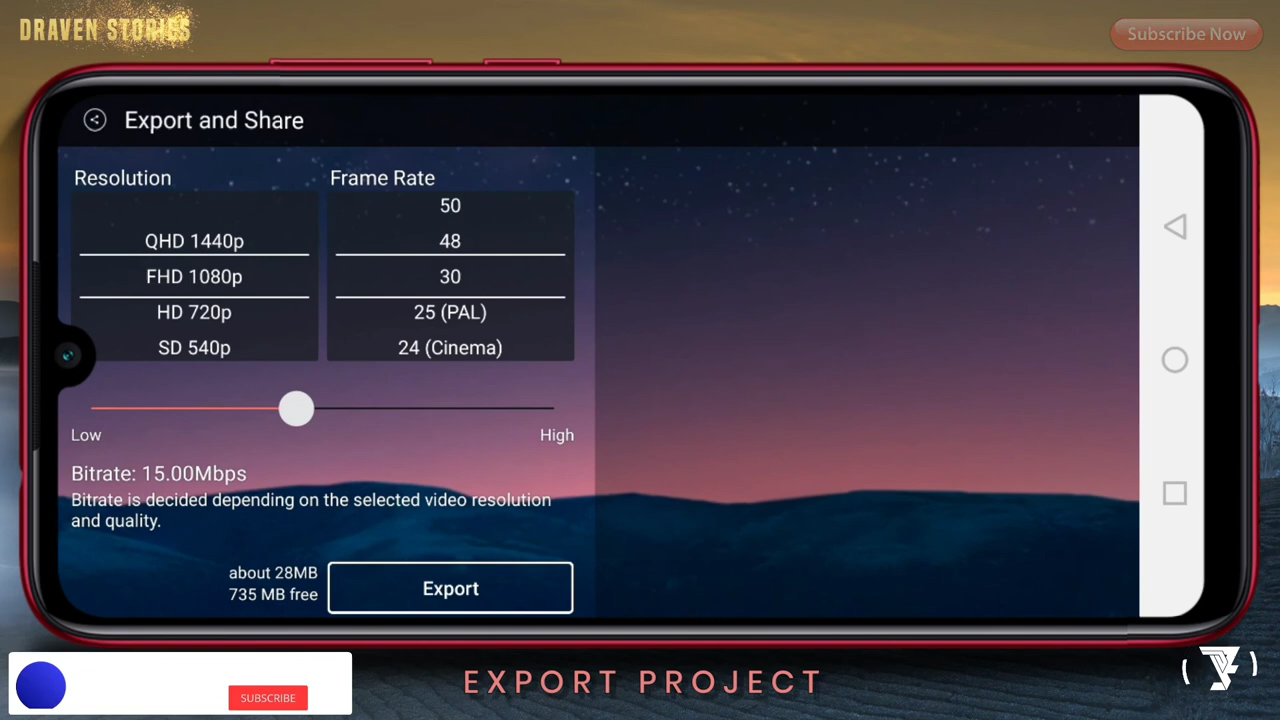 DRAVEN STORIES
Subscribe Now
Export and Share
Resolution
Frame Rate
50
QHD 1440p
48
FHD 1080p
30
HD 720p
25 (PAL)
SD 540p
24 (Cinema)
Low
High
Bitrate: 15.00Mbps
Bitrate is decided depending on the selected video resolution
and quality.
about 28MB
735 MB free
Export
SUBSCRIBE
EXPORT PROJECT